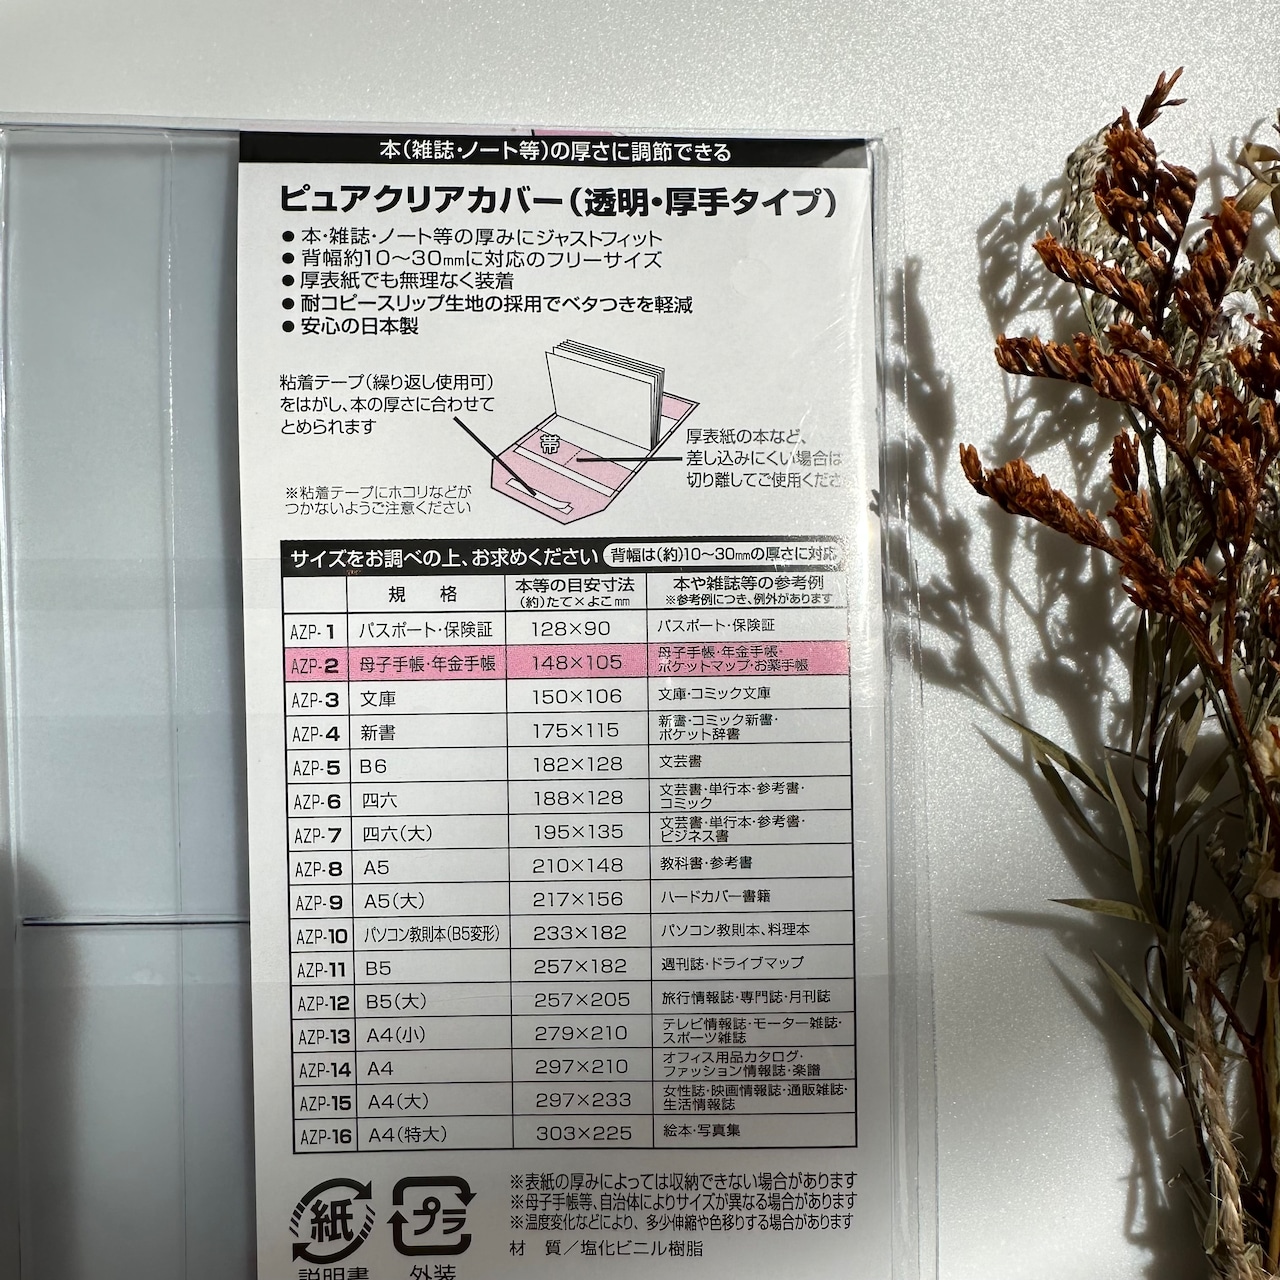 本(雑誌・ノート等)の厚さに調節できる
ピュアクリアカバー(透明・厚手タイプ)
● 本・雑誌・ノート等の厚みにジャストフィット
● 背幅約10〜30mmに対応のフリーサイズ
● 厚表紙でも無理なく装着
● 耐コピースリップ生地の採用でベタつきを軽減
● 安心の日本製
粘着テープ(繰り返し使用可)
をはがし、本の厚さに合わせて
とめられます
帯
厚表紙の本など、
差し込みにくい場合は
切り離してご使用くださ
※粘着テープにホコリなどが
つかないようご注意ください
サイズをお調べの上、お求めください 背幅は(約)10〜30mmの厚さに対応
規 格 本等の目安寸法 (約)たて×よこmm 本や雑誌等の参考例 ※参考例につき、例外があります
AZP-1 パスポート・保険証 128×90 パスポート・保険証
AZP-2 母子手帳・年金手帳 148×105 母子手帳・年金手帳・ポケットマップ・お薬手帳
AZP-3 文庫 150×106 文庫・コミック文庫
AZP-4 新書 175×115 新書・コミック新書・ポケット辞書
AZP-5 B6 182×128 文芸書
AZP-6 四六 188×128 文芸書・単行本・参考書・コミック
AZP-7 四六(大) 195×135 文芸書・単行本・参考書・ビジネス書
AZP-8 A5 210×148 教科書・参考書
AZP-9 A5(大) 217×156 ハードカバー書籍
AZP-10 パソコン教則本(B5変形) 233×182 パソコン教則本、料理本
AZP-11 B5 257×182 週刊誌・ドライブマップ
AZP-12 B5(大) 257×205 旅行情報誌・専門誌・月刊誌
AZP-13 A4(小) 279×210 テレビ情報誌・モーター雑誌・スポーツ雑誌
AZP-14 A4 297×210 オフィス用品カタログ・ファッション情報誌・楽譜
AZP-15 A4(大) 297×233 女性誌・映画情報誌・通販雑誌・生活情報誌
AZP-16 A4(特大) 303×225 絵本・写真集
※表紙の厚みによっては収納できない場合があります
※母子手帳等、自治体によりサイズが異なる場合があります
※温度変化などにより、多少伸縮や色移りする場合があります
材 質／塩化ビニル樹脂
紙
プラ
説明書
外装